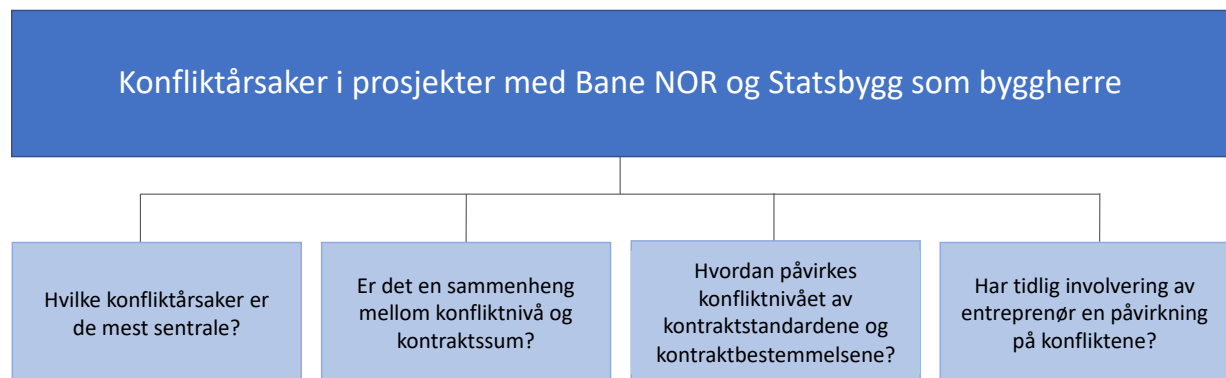 Konfliktårsaker i prosjekter med Bane NOR og Statsbygg som byggherre
Hvilke konfliktårsaker er
de mest sentrale?
Er det en sammenheng
mellom konfliktnivå og
kontraktssum?
Hvordan påvirkes
konfliktnivået av
kontraktstandardene og
kontraktbestemmelsene?
Har tidlig involvering av
entreprenør en påvirkning
på konfliktene?